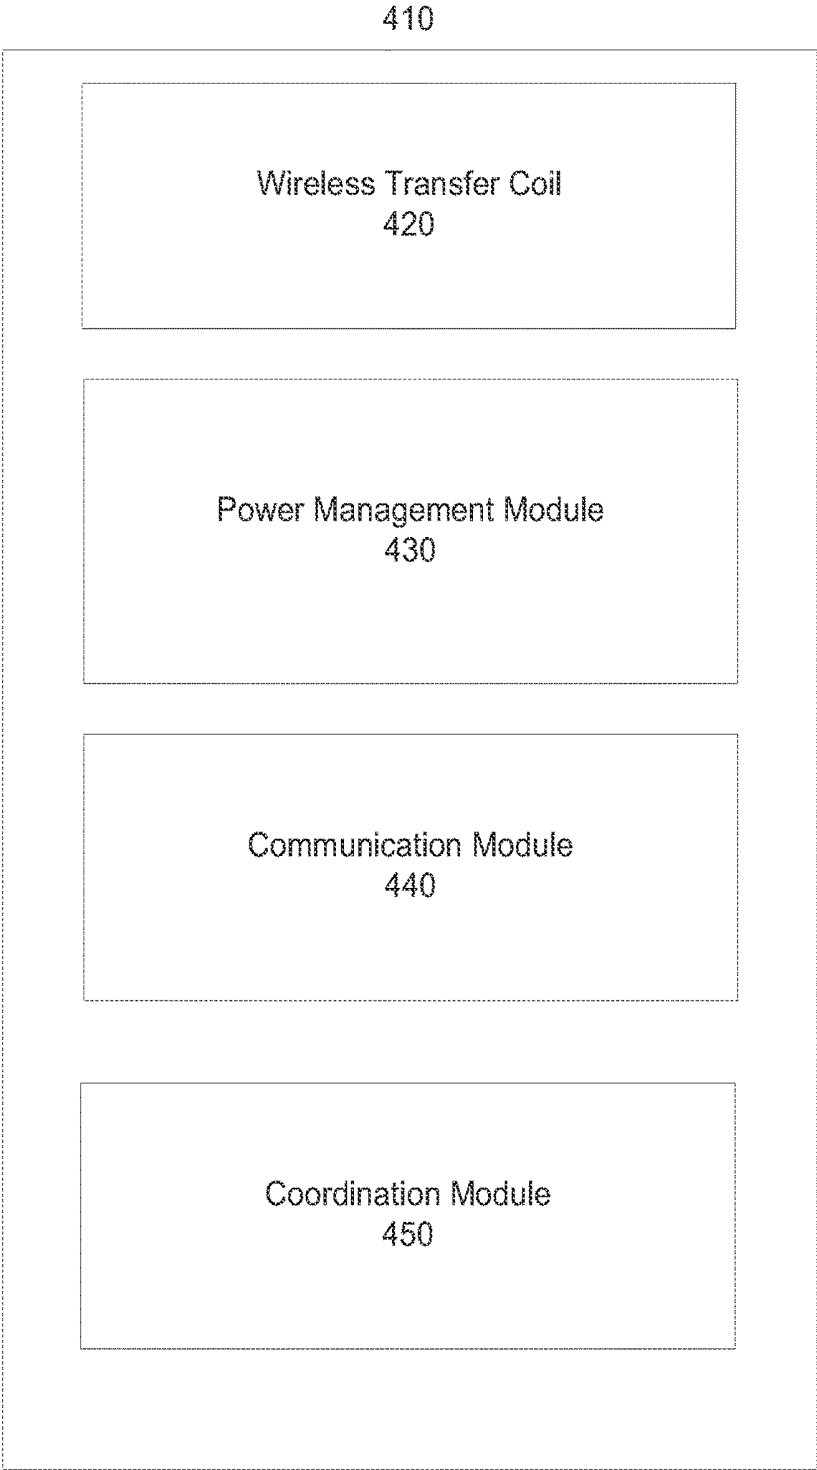 410
Wireless Transfer Coil
420
Power Management Module
430
Communication Module
440
Coordination Module
450